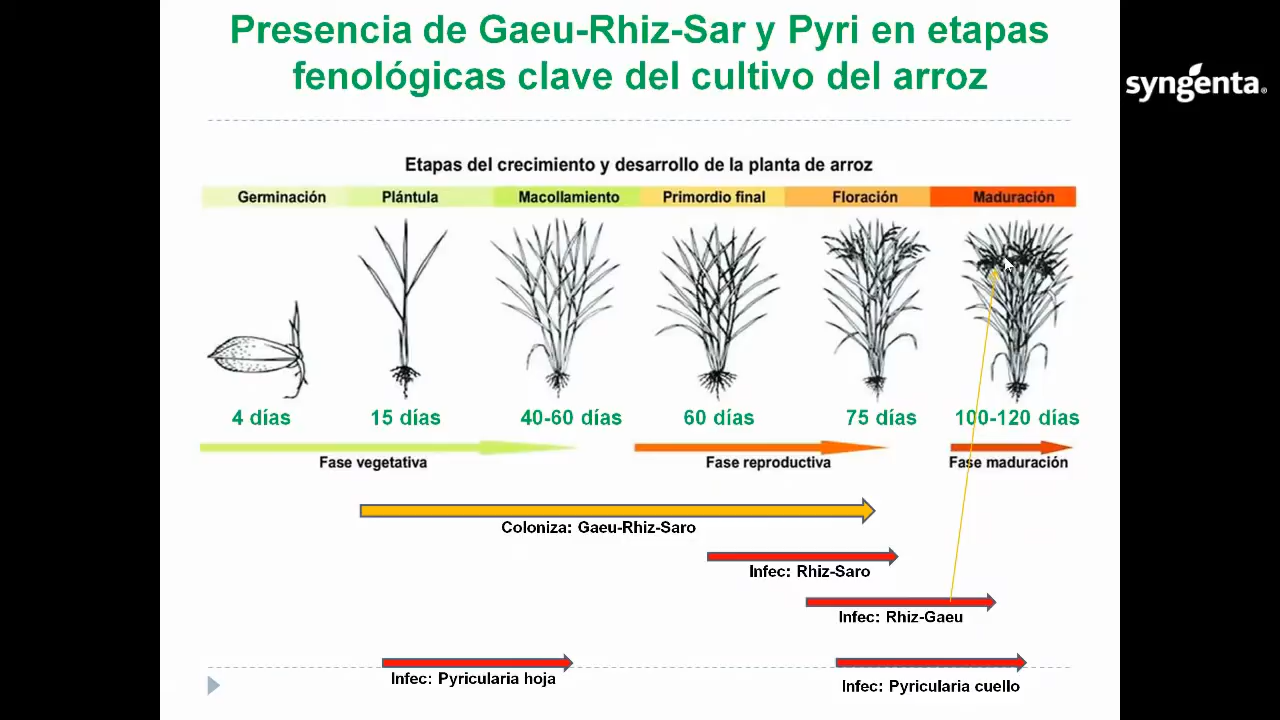 Presencia de Gaeu-Rhiz-Sar y Pyri en etapas
fenológicas clave del cultivo del arroz
syngenta®
Etapas del crecimiento y desarrollo de la planta de arroz
Germinación Plántula Macollamiento Primordio final Floración Maduración
4 días 15 días 40-60 días 60 días 75 días 100-120 días
Fase vegetativa Fase reproductiva Fase maduración
Coloniza: Gaeu-Rhiz-Saro
Infec: Rhiz-Saro
Infec: Rhiz-Gaeu
Infec: Pyricularia hoja
Infec: Pyricularia cuello